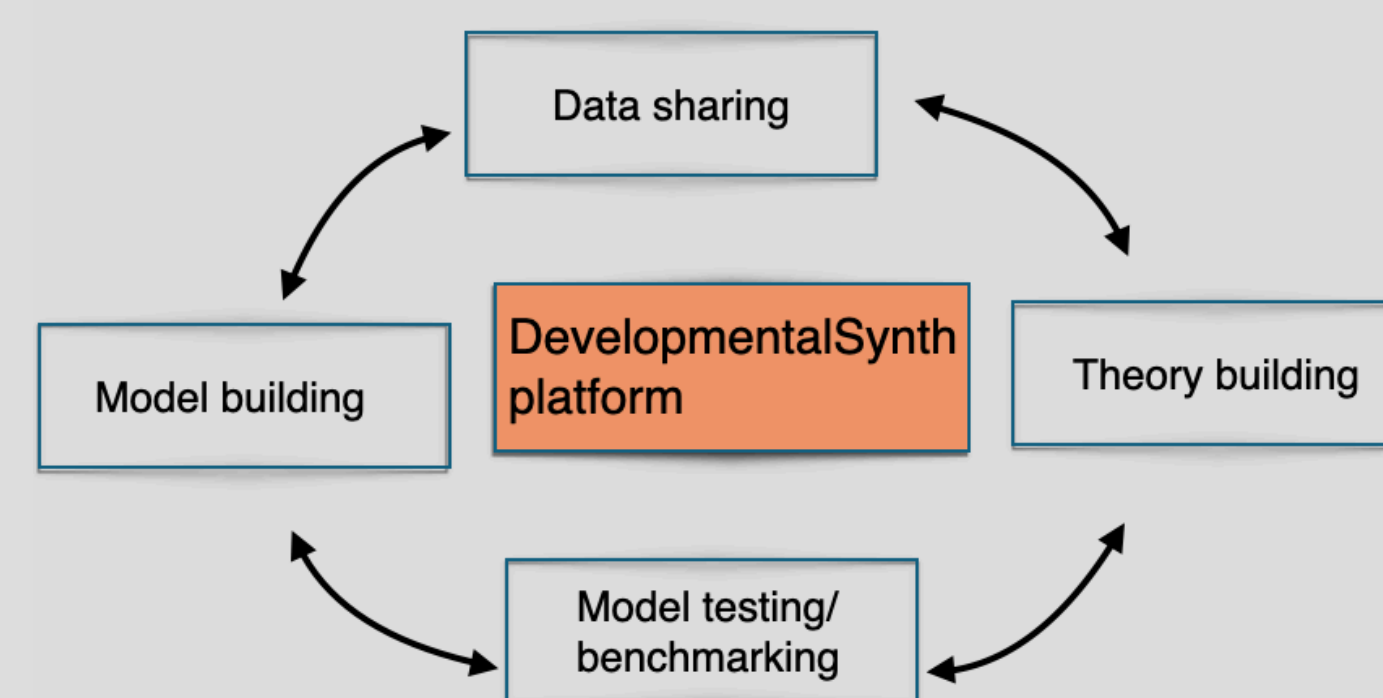 Data sharing
DevelopmentalSynth
platform
Theory building
Model building
Model testing/
benchmarking